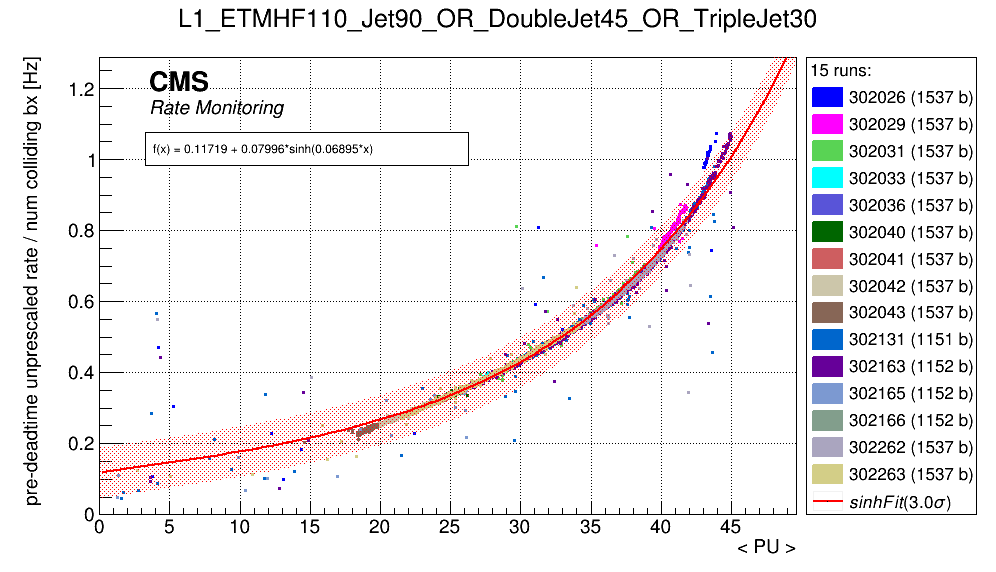 L1_ETMHF110_Jet90_OR_DoubleJet45_OR_TripleJet30
pre-deadtime unprescaled rate / num colliding bx [Hz]
CMS
Rate Monitoring
f(x) = 0.11719 + 0.07996*sinh(0.06895*x)
1.2
1
0.8
0.6
0.4
0.2
0
0 5 10 15 20 25 30 35 40 45
< PU >
15 runs:
302026 (1537 b)
302029 (1537 b)
302031 (1537 b)
302033 (1537 b)
302036 (1537 b)
302040 (1537 b)
302041 (1537 b)
302042 (1537 b)
302043 (1537 b)
302131 (1151 b)
302163 (1152 b)
302165 (1152 b)
302166 (1152 b)
302262 (1537 b)
302263 (1537 b)
sinhFit(3.0σ)